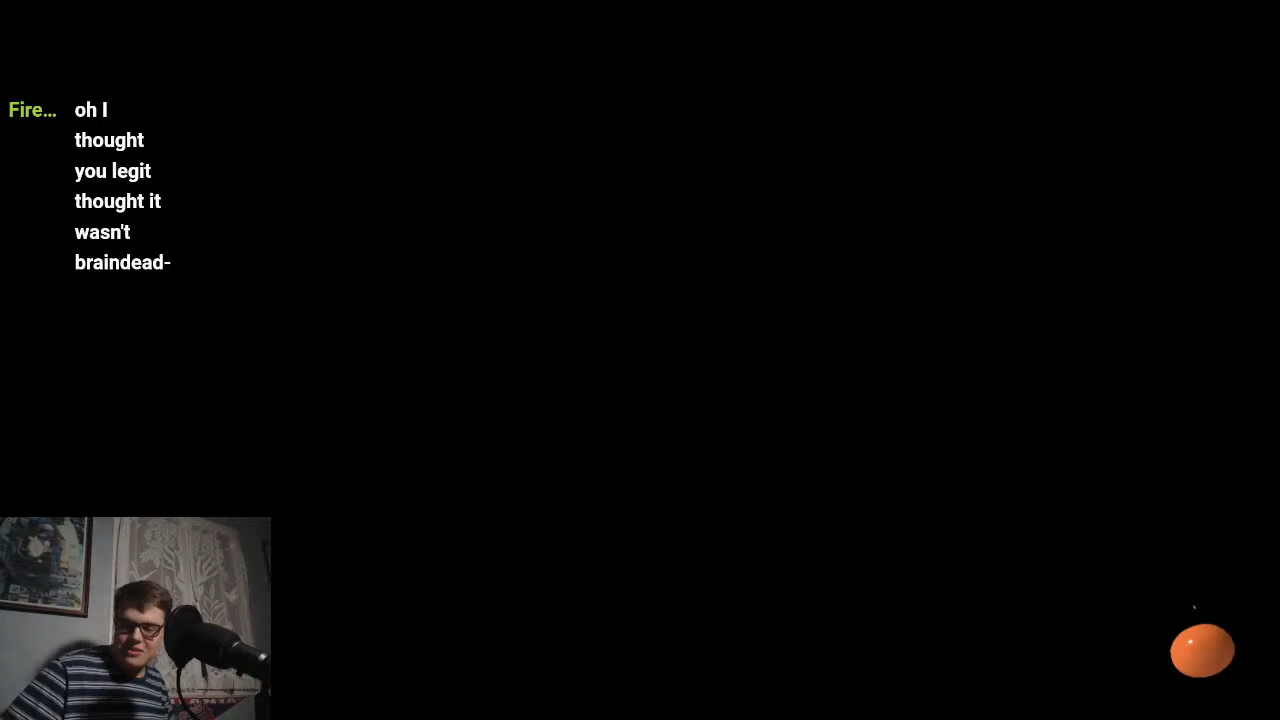 Fire… oh I
thought
you legit
thought it
wasn't
braindead-